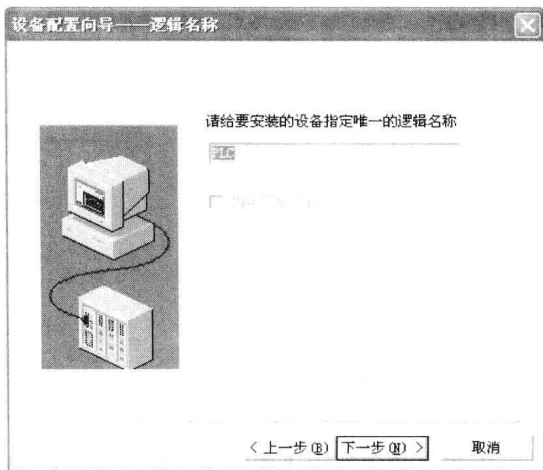 设备配置向导——逻辑名称
请给要安装的设备指定唯一的逻辑名称
PLC
< 上一步(B)
下一步(N) >
取消